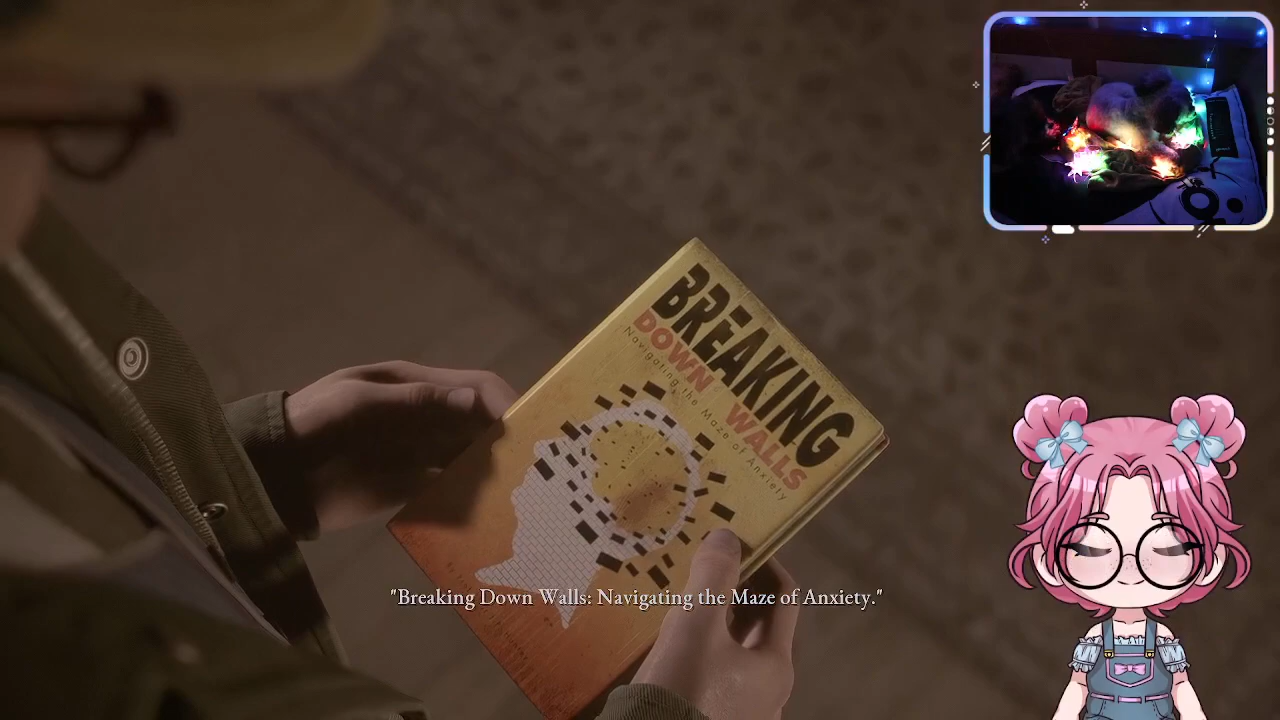 BREAKING
DOWN WALLS
Navigating the Maze of Anxiety
"Breaking Down Walls: Navigating the Maze of Anxiety."